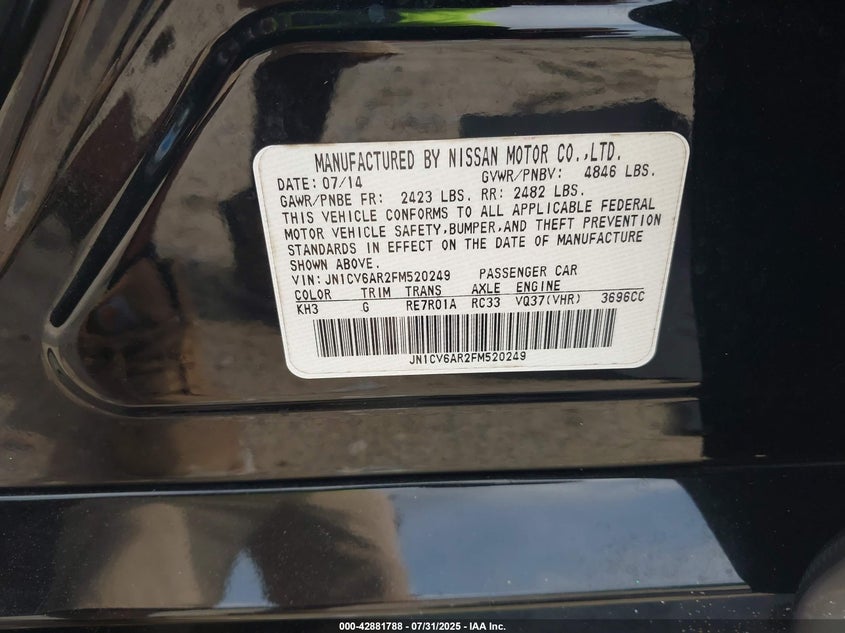 MANUFACTURED BY NISSAN MOTOR CO.,LTD.
DATE: 07/14 GVWR/PNBV: 4846 LBS.
GAWR/PNBE FR: 2423 LBS. RR: 2482 LBS.
THIS VEHICLE CONFORMS TO ALL APPLICABLE FEDERAL
MOTOR VEHICLE SAFETY,BUMPER,AND THEFT PREVENTION
STANDARDS IN EFFECT ON THE DATE OF MANUFACTURE
SHOWN ABOVE.
VIN: JN1CV6AR2FM520249 PASSENGER CAR
COLOR TRIM TRANS AXLE ENGINE
KH3 G RE7R01A RC33 VQ37(VHR) 3696CC
JN1CV6AR2FM520249
000-42881788 - 07/31/2025 - IAA Inc.